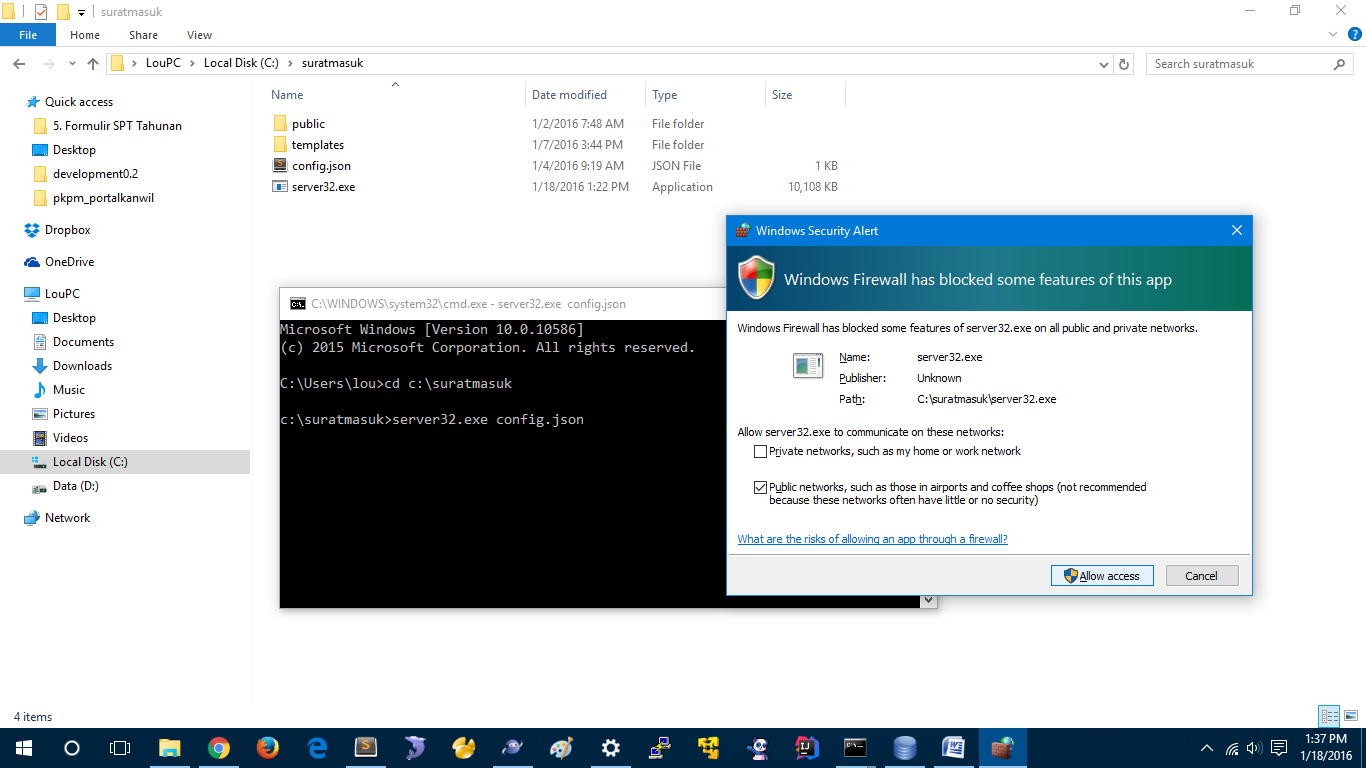 suratmasuk
File Home Share View
LouPC Local Disk (C:) suratmasuk
Search suratmasuk
Quick access
5. Formulir SPT Tahunan
Desktop
development0.2
pkpm_portalkanwil
Dropbox
OneDrive
LouPC
Desktop
Documents
Downloads
Music
Pictures
Videos
Local Disk (C:)
Data (D:)
Network
Name Date modified Type Size
public 1/2/2016 7:48 AM File folder
templates 1/7/2016 3:44 PM File folder
config.json 1/4/2016 9:19 AM JSON File 1 KB
server32.exe 1/18/2016 1:22 PM Application 10,108 KB
C:\WINDOWS\system32\cmd.exe - server32.exe config.json
Microsoft Windows [Version 10.0.10586]
(c) 2015 Microsoft Corporation. All rights reserved.
C:\Users\lou>cd c:\suratmasuk
c:\suratmasuk>server32.exe config.json
Windows Security Alert
Windows Firewall has blocked some features of this app
Windows Firewall has blocked some features of server32.exe on all public and private networks.
Name: server32.exe
Publisher: Unknown
Path: C:\suratmasuk\server32.exe
Allow server32.exe to communicate on these networks:
Private networks, such as my home or work network
Public networks, such as those in airports and coffee shops (not recommended
because these networks often have little or no security)
What are the risks of allowing an app through a firewall?
Allow access Cancel
4 items
1:37 PM
1/18/2016